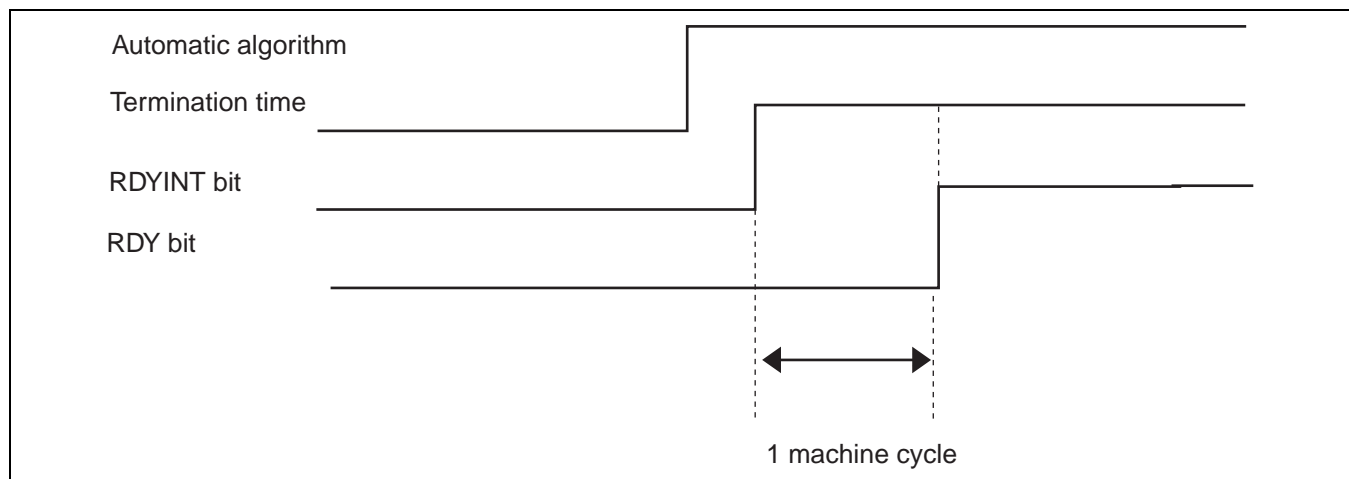 Automatic algorithm
Termination time
RDYINT bit
RDY bit
1 machine cycle